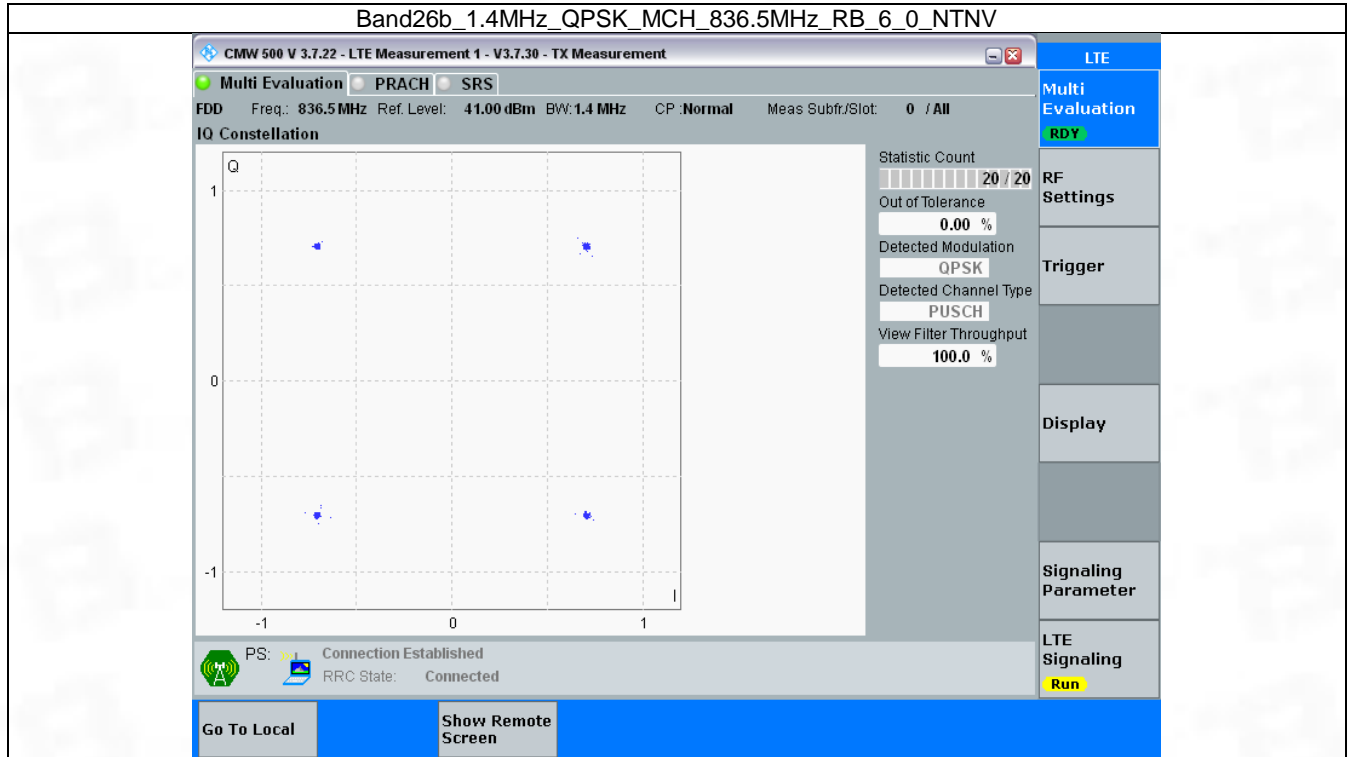 Band26b_1.4MHz_QPSK_MCH_836.5MHz_RB_6_0_NTNV
CMW 500 V 3.7.22 - LTE Measurement 1 - V3.7.30 - TX Measurement
LTE
Multi Evaluation PRACH SRS
Multi
Evaluation
RDY
FDD Freq.: 836.5 MHz Ref. Level: 41.00 dBm BW: 1.4 MHz CP :Normal Meas Subfr./Slot: 0 / All
IQ Constellation
Q
1
0
-1
I
-1 0 1
Statistic Count
20 / 20
Out of Tolerance
0.00 %
Detected Modulation
QPSK
Detected Channel Type
PUSCH
View Filter Throughput
100.0 %
RF
Settings
Trigger
Display
Signaling
Parameter
LTE
Signaling
Run
PS: Connection Established
RRC State: Connected
Go To Local
Show Remote
Screen